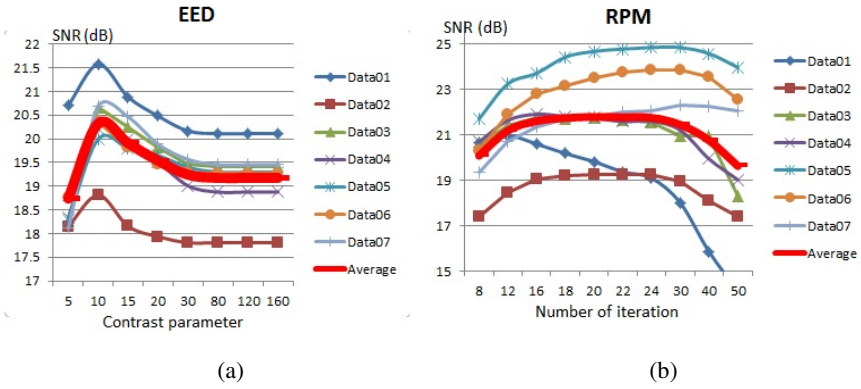 EED
SNR (dB)
22
21.5
21
20.5
20
19.5
19
18.5
18
17.5
17
5 10 15 20 30 80 120 160
Contrast parameter
Data01
Data02
Data03
Data04
Data05
Data06
Data07
Average
(a)
RPM
SNR (dB)
25
23
21
19
17
15
8 12 16 18 20 22 24 30 40 50
Number of iteration
Data01
Data02
Data03
Data04
Data05
Data06
Data07
Average
(b)